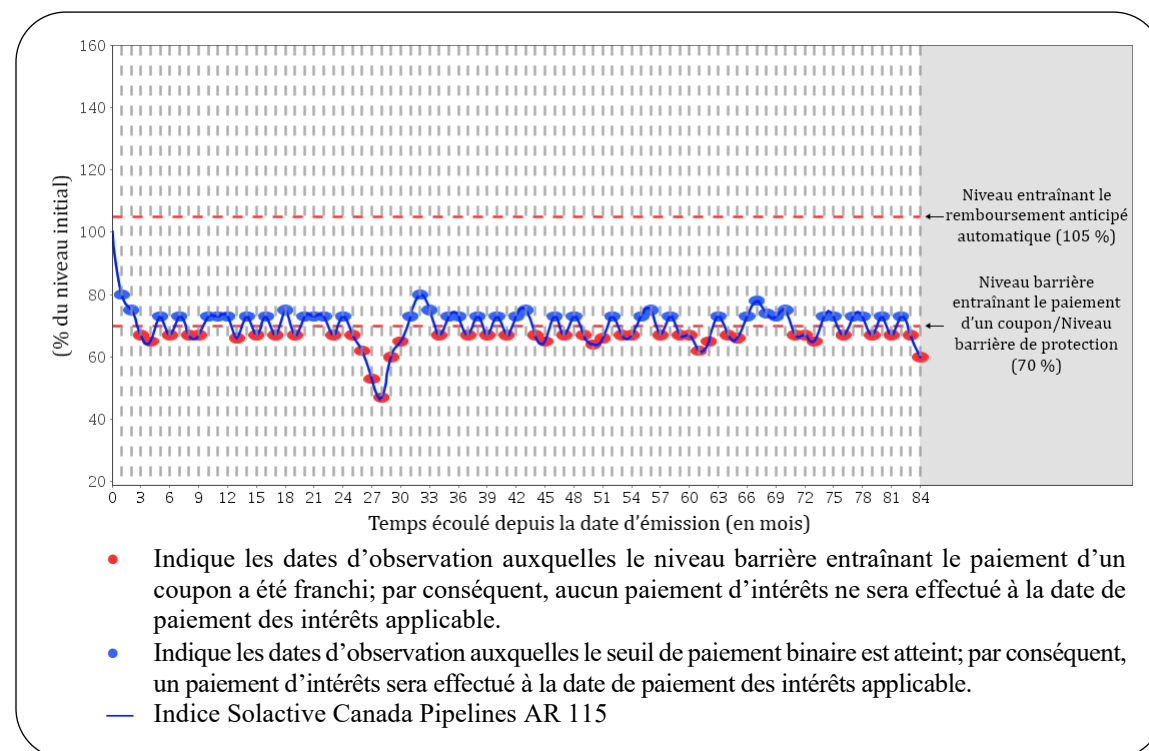 160
140
120
100
80
60
40
20
(% du niveau initial)
0 3 6 9 12 15 18 21 24 27 30 33 36 39 42 45 48 51 54 57 60 63 66 69 72 75 78 81 84
Temps écoulé depuis la date d'émission (en mois)
Niveau entraînant le
remboursement anticipé
automatique (105 %)
Niveau barrière
entraînant le paiement
d'un coupon/Niveau
barrière de protection
(70 %)
• Indique les dates d'observation auxquelles le niveau barrière entraînant le paiement d'un
coupon a été franchi; par conséquent, aucun paiement d'intérêts ne sera effectué à la date de
paiement des intérêts applicable.
• Indique les dates d'observation auxquelles le seuil de paiement binaire est atteint; par conséquent,
un paiement d'intérêts sera effectué à la date de paiement des intérêts applicable.
— Indice Solactive Canada Pipelines AR 115